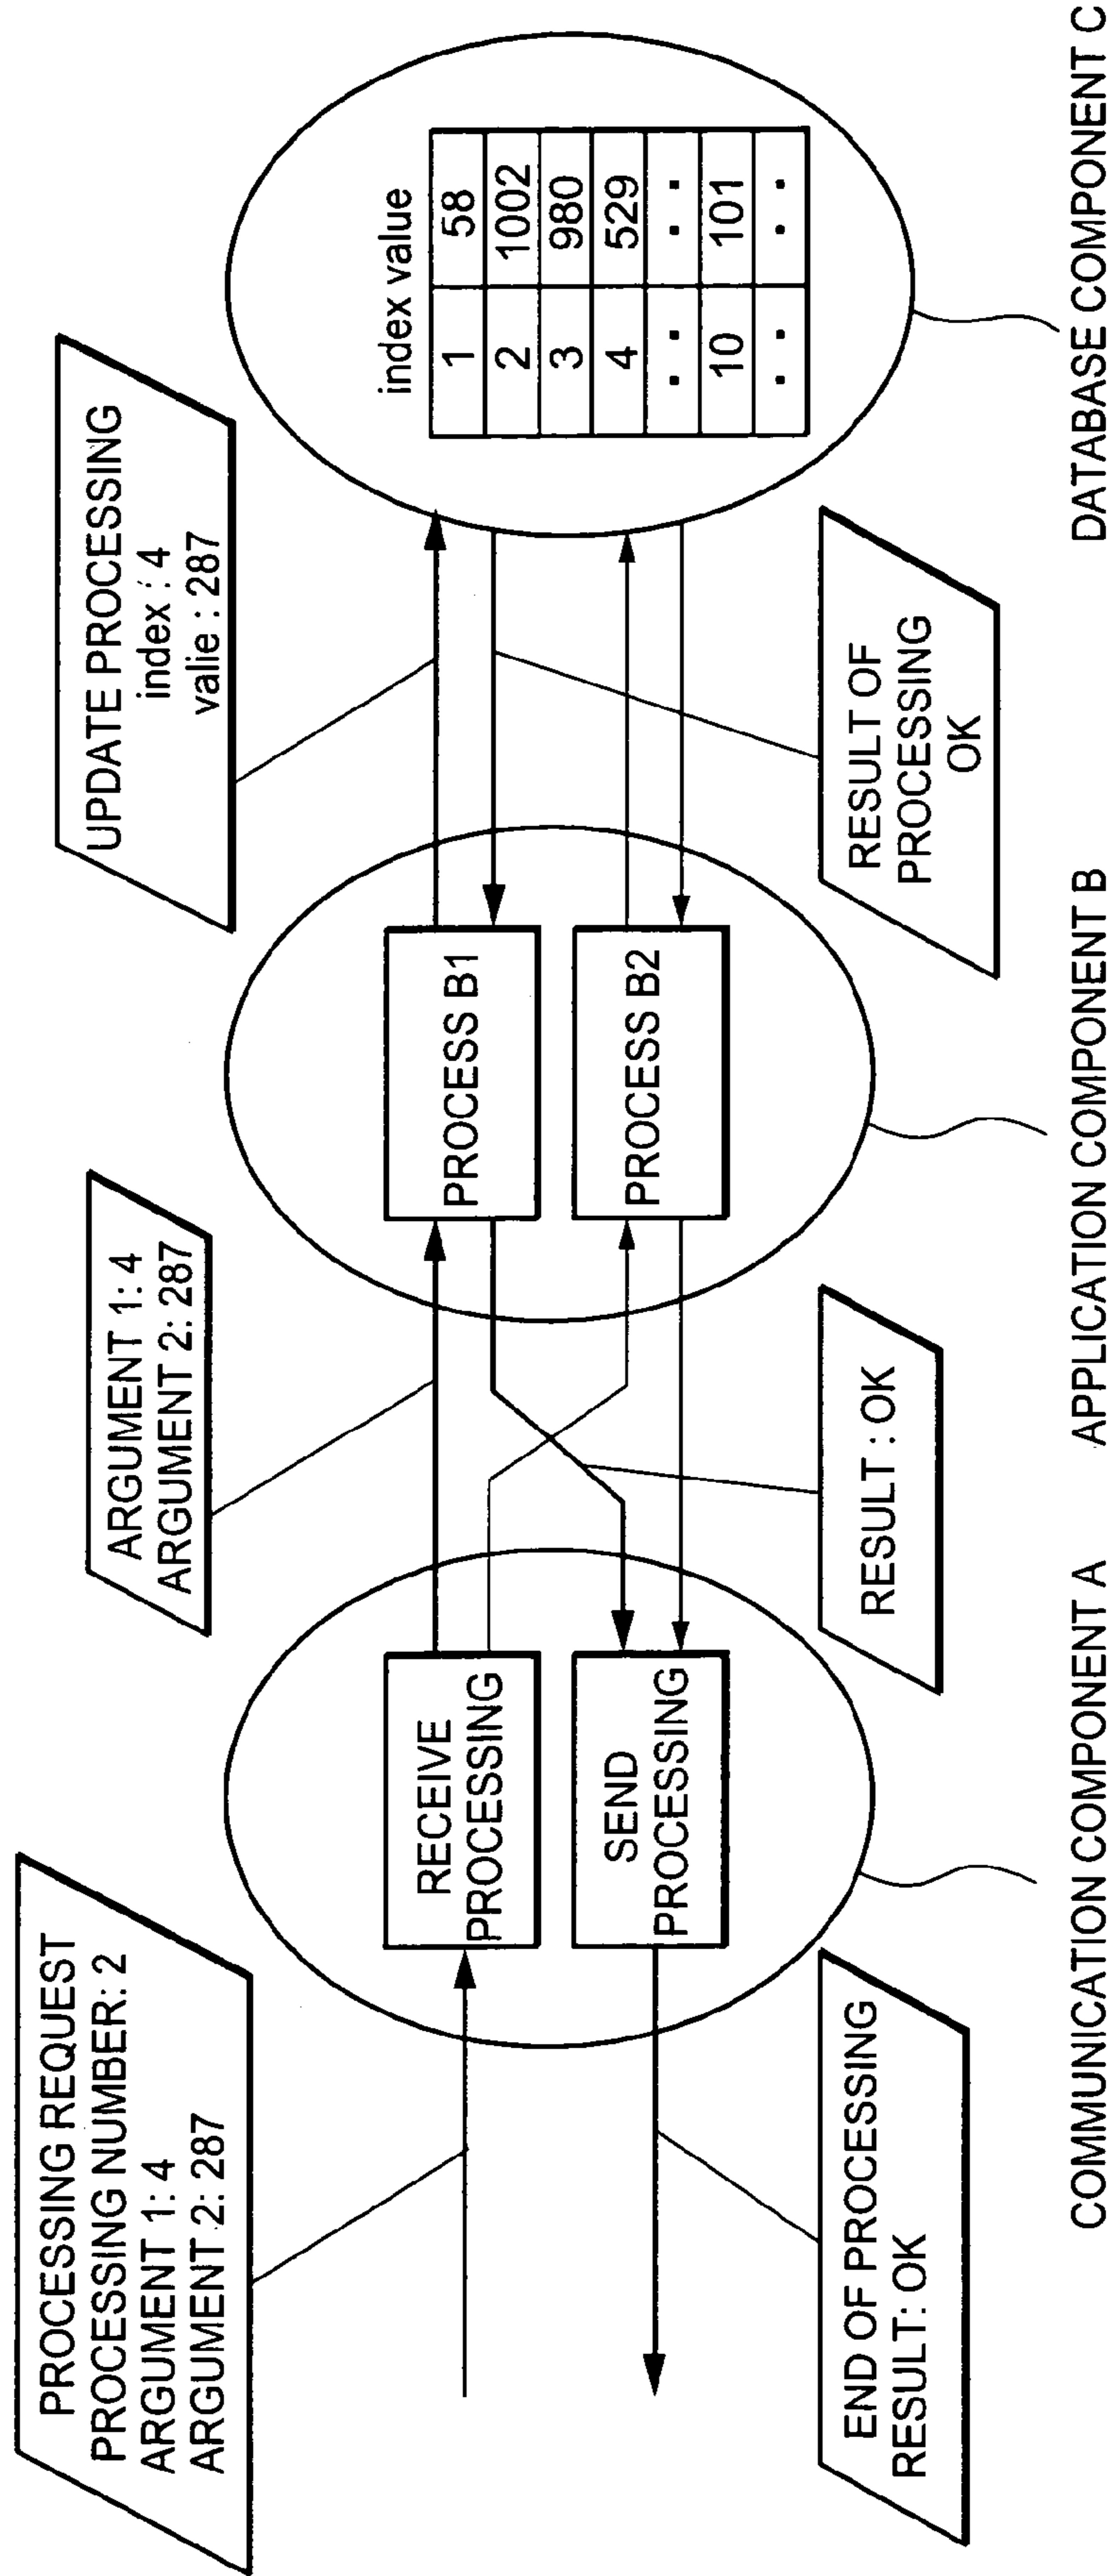 PROCESSING REQUEST
PROCESSING NUMBER: 2
ARGUMENT 1: 4
ARGUMENT 2: 287
ARGUMENT 1: 4
ARGUMENT 2: 287
UPDATE PROCESSING
index : 4
valie : 287
RECEIVE
PROCESSING
SEND
PROCESSING
PROCESS B1
PROCESS B2
index value
1 58
2 1002
3 980
4 529
: :
10 101
: :
END OF PROCESSING
RESULT: OK
RESULT : OK
RESULT OF
PROCESSING
OK
COMMUNICATION COMPONENT A
APPLICATION COMPONENT B
DATABASE COMPONENT C